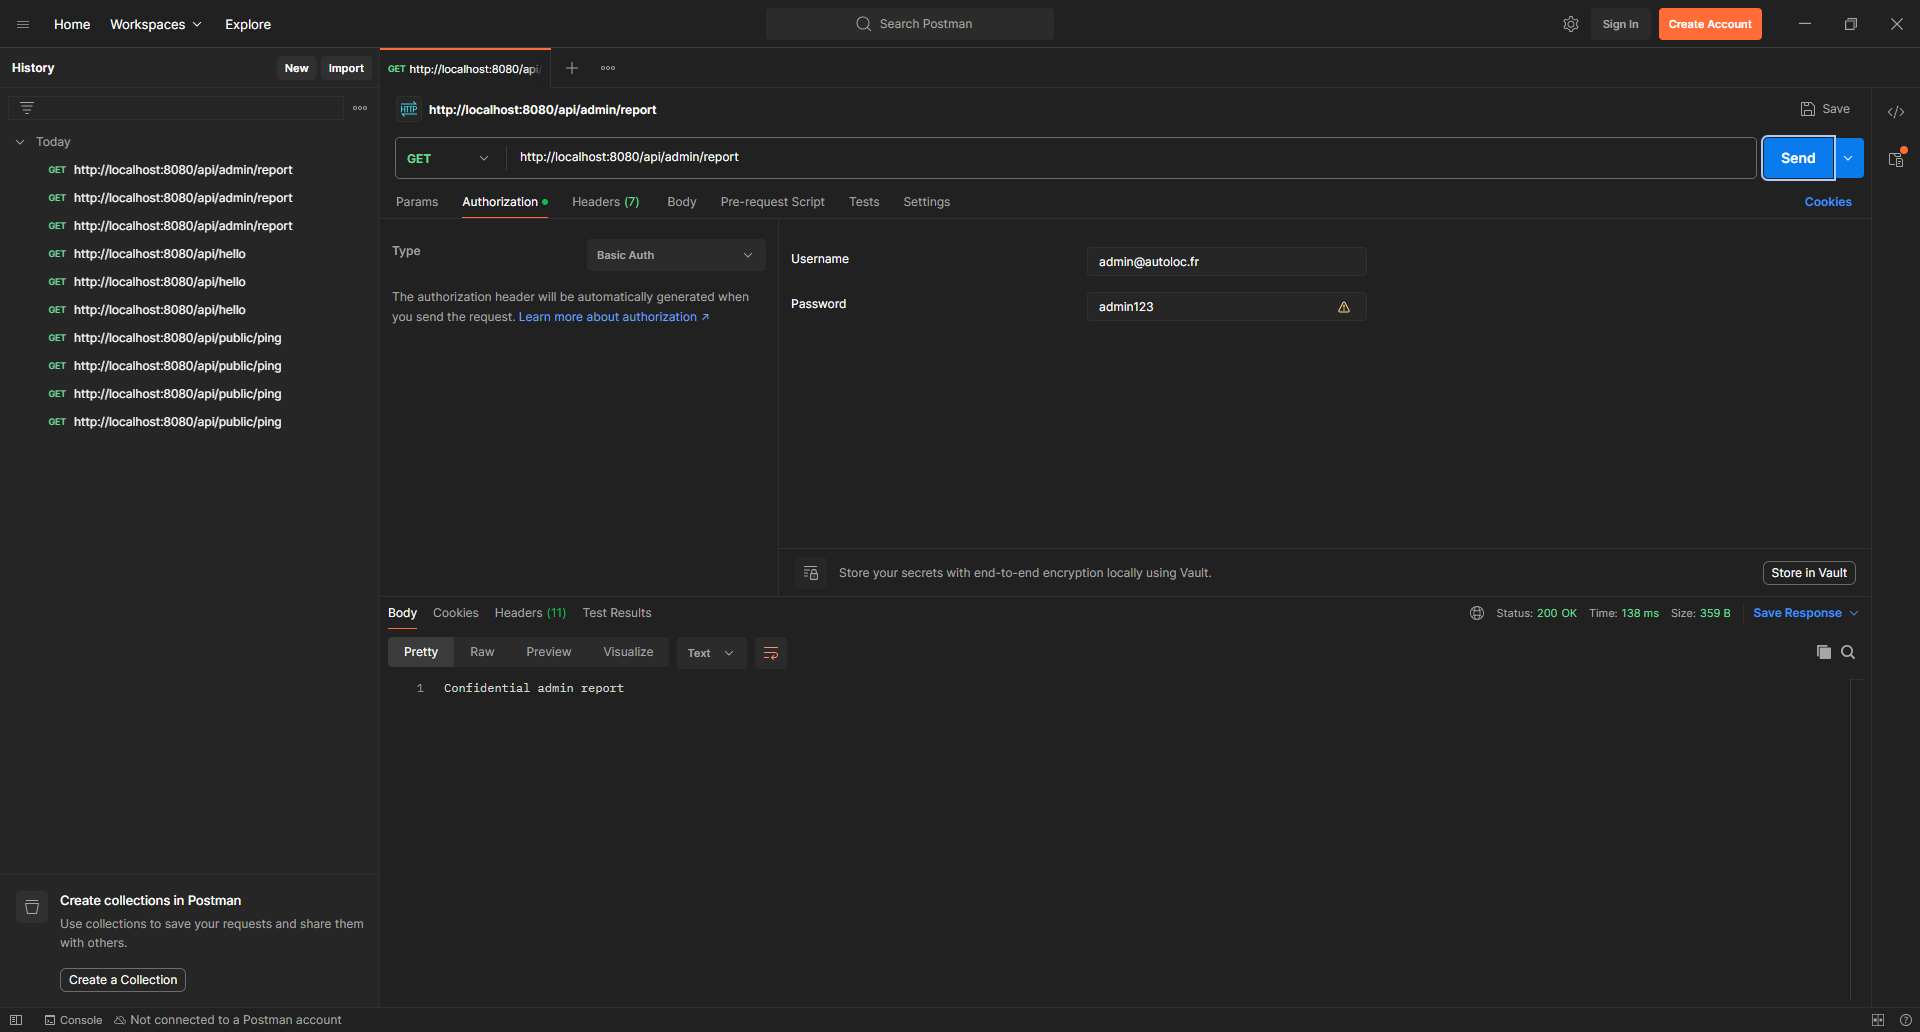 Home
Workspaces
Explore
Search Postman
Sign In
Create Account
History
New
Import
Today
GET http://localhost:8080/api/admin/report
GET http://localhost:8080/api/admin/report
GET http://localhost:8080/api/admin/report
GET http://localhost:8080/api/hello
GET http://localhost:8080/api/hello
GET http://localhost:8080/api/hello
GET http://localhost:8080/api/public/ping
GET http://localhost:8080/api/public/ping
GET http://localhost:8080/api/public/ping
GET http://localhost:8080/api/public/ping
Create collections in Postman
Use collections to save your requests and share them
with others.
Create a Collection
GET http://localhost:8080/api/
HTTP http://localhost:8080/api/admin/report
Save
GET
http://localhost:8080/api/admin/report
Send
Params
Authorization
Headers (7)
Body
Pre-request Script
Tests
Settings
Cookies
Type
Basic Auth
The authorization header will be automatically generated when
you send the request. Learn more about authorization ↗
Username
admin@autoloc.fr
Password
admin123
Store your secrets with end-to-end encryption locally using Vault.
Store in Vault
Body
Cookies
Headers (11)
Test Results
Status: 200 OK
Time: 138 ms
Size: 359 B
Save Response
Pretty
Raw
Preview
Visualize
Text
1 Confidential admin report
Console
Not connected to a Postman account